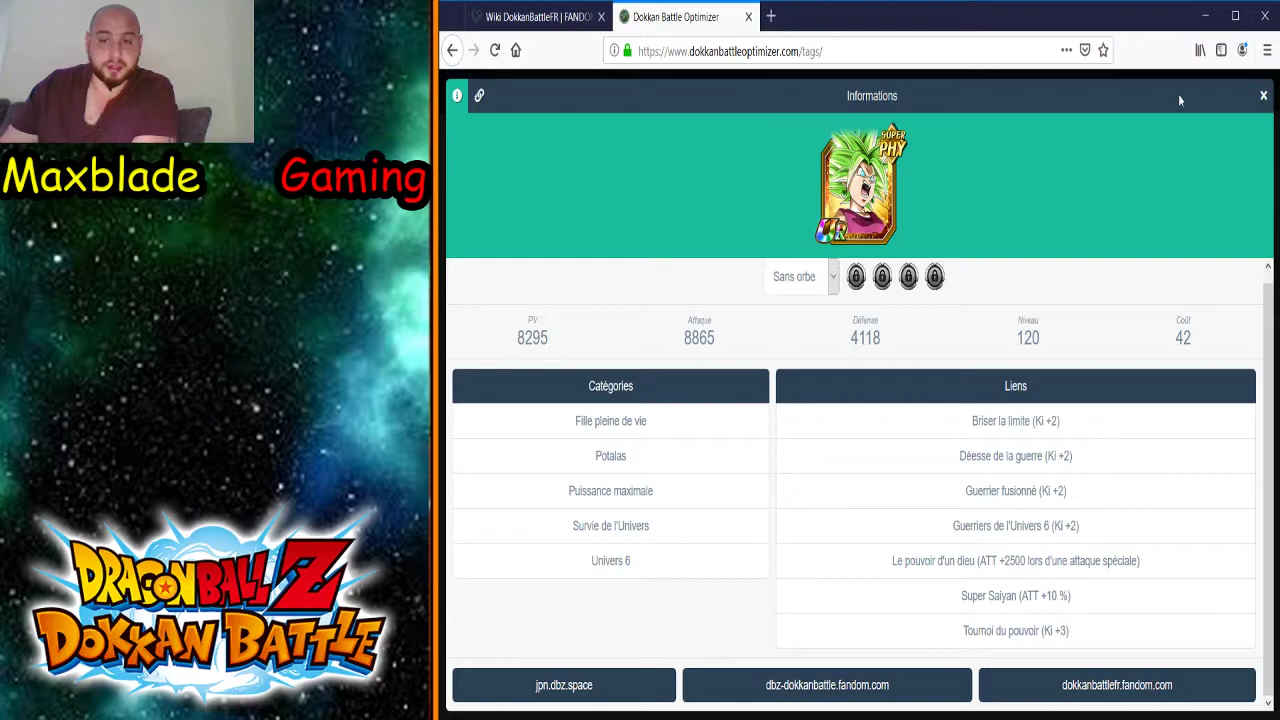 Wiki DokkanBattleFR | FANDO
Dokkan Battle Optimizer
https://www.dokkanbattleoptimizer.com/tags/
Informations
SUPER
PHY
UR
Maxblade Gaming
Sans orbe
PV
8295
Attaque
8865
Défense
4118
Niveau
120
Coût
42
Catégories
Fille pleine de vie
Potalas
Puissance maximale
Survie de l'Univers
Univers 6
Liens
Briser la limite (Ki +2)
Déesse de la guerre (Ki +2)
Guerrier fusionné (Ki +2)
Guerriers de l'Univers 6 (Ki +2)
Le pouvoir d'un dieu (ATT +2500 lors d'une attaque spéciale)
Super Saiyan (ATT +10 %)
Tournoi du pouvoir (Ki +3)
jpn.dbz.space
dbz-dokkanbattle.fandom.com
dokkanbattlefr.fandom.com
DRAGON BALL Z
DOKKAN BATTLE